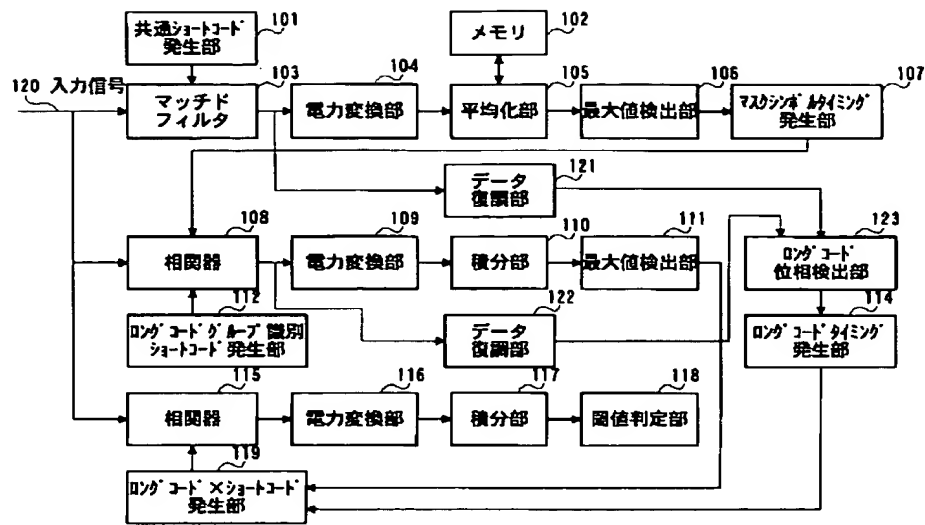 共通ショートコード
発生部
101
メモリ
102
120 入力信号
103
マッチド
フィルタ
104
電力変換部
105
平均化部
106
最大値検出部
107
マスクシンボルタイミング
発生部
121
データ
復調部
108
相関器
109
電力変換部
110
積分部
111
最大値検出部
123
ロングコード
位相検出部
112
ロングコードグループ識別
ショートコード発生部
122
データ
復調部
114
ロングコードタイミング
発生部
115
相関器
116
電力変換部
117
積分部
118
閾値判定部
119
ロングコード×ショートコード
発生部